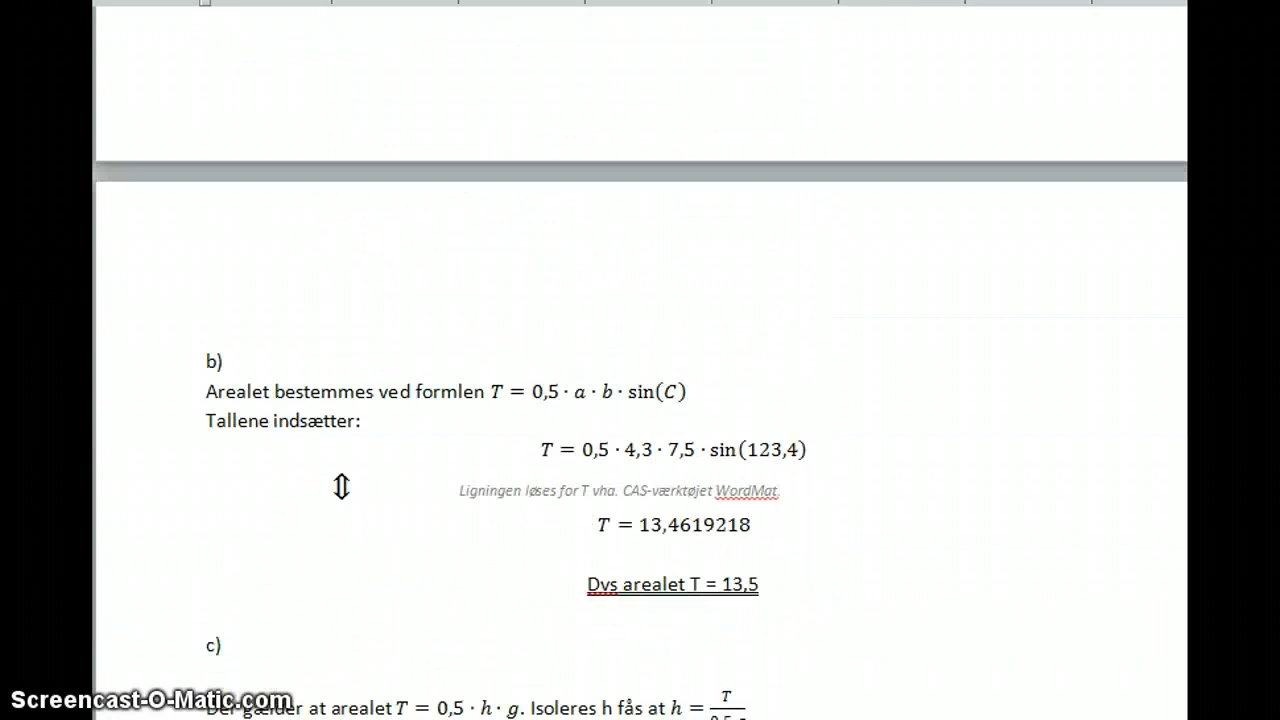 b)
Arealet bestemmes ved formlen T = 0,5 · a · b · sin(C)
Tallene indsætter:
T = 0,5 · 4,3 · 7,5 · sin(123,4)
Ligningen løses for T vha. CAS-værktøjet WordMat.
T = 13,4619218
Dvs arealet T = 13,5
c)
Der gælder at arealet T = 0,5 · h · g. Isoleres h fås at h = T
Screencast-O-Matic.com